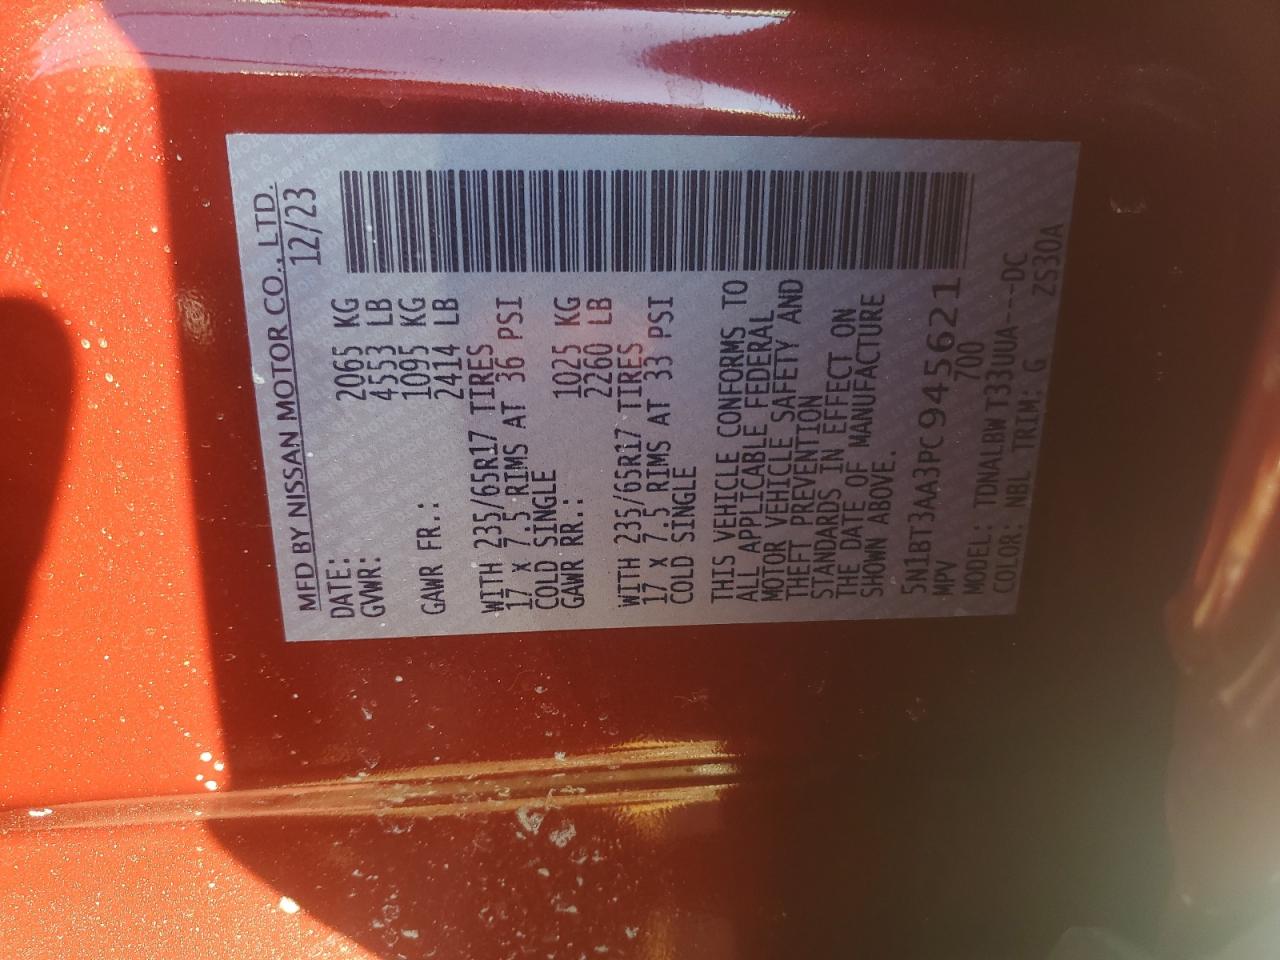 MFD BY NISSAN MOTOR CO., LTD.
DATE: 12/23
GVWR: 2065 KG
4553 LB
GAWR FR.: 1095 KG
2414 LB
WITH 235/65R17 TIRES
17 x 7.5 RIMS AT 36 PSI
COLD SINGLE
GAWR RR.: 1025 KG
2260 LB
WITH 235/65R17 TIRES
17 x 7.5 RIMS AT 33 PSI
COLD SINGLE
THIS VEHICLE CONFORMS TO
ALL APPLICABLE FEDERAL
MOTOR VEHICLE SAFETY AND
THEFT PREVENTION
STANDARDS IN EFFECT ON
THE DATE OF MANUFACTURE
SHOWN ABOVE.
5N1BT3AA3PC945621
MPV 700
MODEL: TDNALBWT33UUA---DC
COLOR: NBL TRIM: G ZS30A